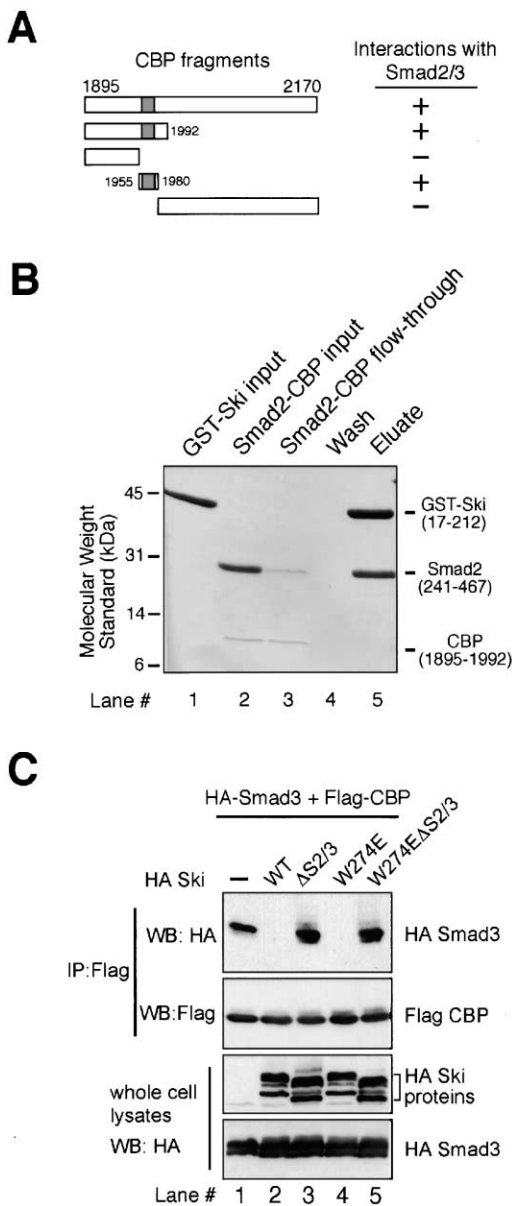 A
CBP fragments
Interactions with
Smad2/3
1895 2170
+
1992 +
−
1955 1980 +
−
B
GST-Ski input
Smad2-CBP input
Smad2-CBP flow-through
Wash
Eluate
Molecular Weight
Standard (kDa)
45
31
14
6
GST-Ski
(17-212)
Smad2
(241-467)
CBP
(1895-1992)
Lane # 1 2 3 4 5
C
HA-Smad3 + Flag-CBP
HA Ski − WT ΔS2/3 W274E W274EΔS2/3
IP:Flag
WB: HA HA Smad3
WB:Flag Flag CBP
whole cell
lysates
WB: HA
HA Ski
proteins
HA Smad3
Lane # 1 2 3 4 5